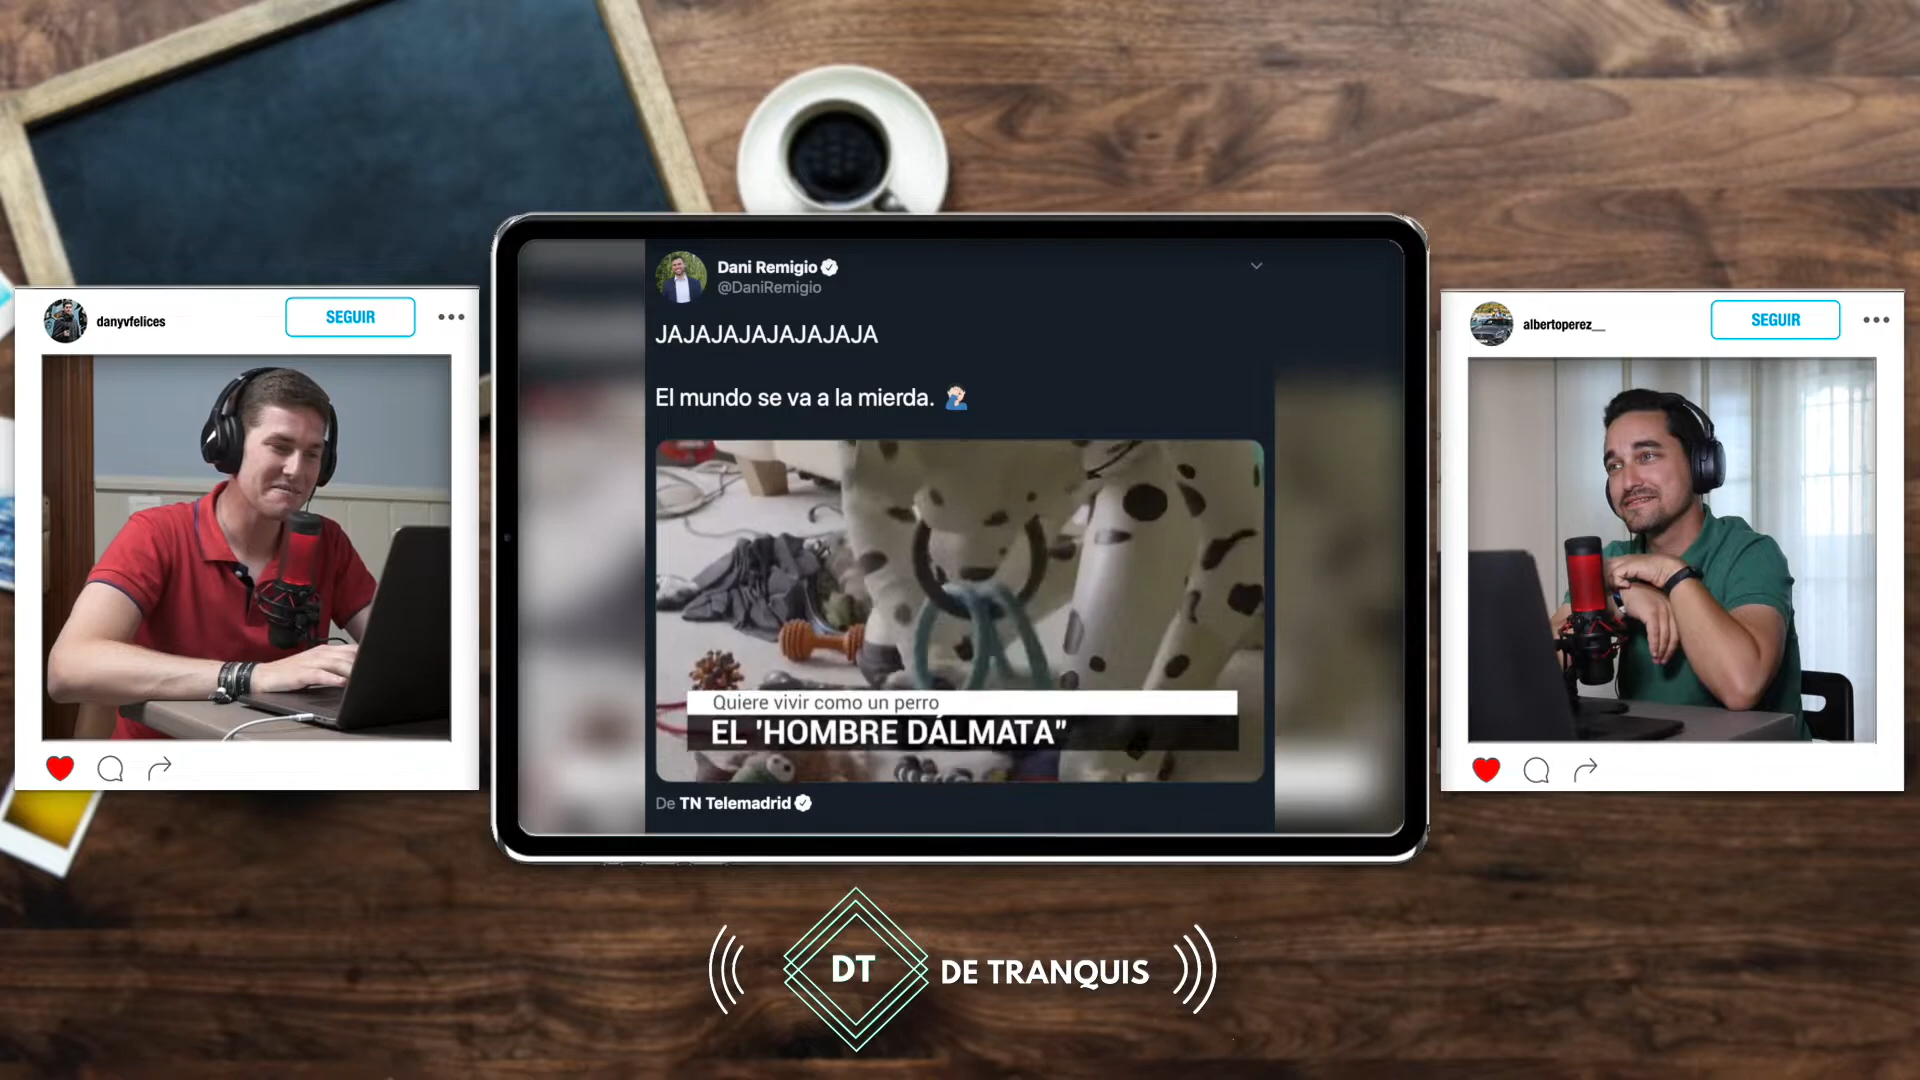 danyvfelices
SEGUIR
Dani Remigio
@DaniRemigio
JAJAJAJAJAJAJAJA
El mundo se va a la mierda. 🤦🏻‍♂️
Quiere vivir como un perro
EL 'HOMBRE DÁLMATA"
De TN Telemadrid
albertoperez__
SEGUIR
DT
DE TRANQUIS